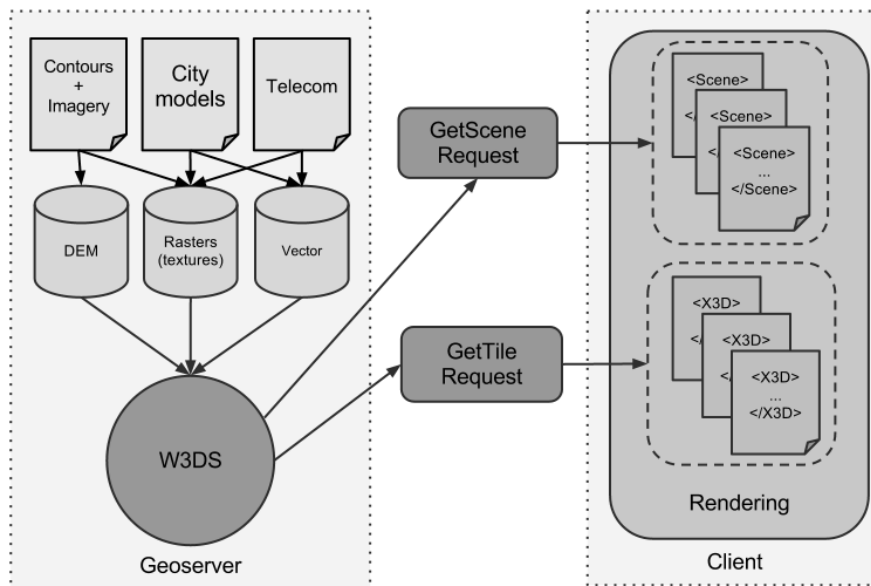 Contours
+
Imagery
City
models
Telecom
DEM
Rasters
(textures)
Vector
W3DS
Geoserver
GetScene
Request
GetTile
Request
<Scene>
</
<Scene>
</
<Scene>
...
</Scene>
<X3D>
</
<X3D>
</
<X3D>
...
</X3D>
Rendering
Client